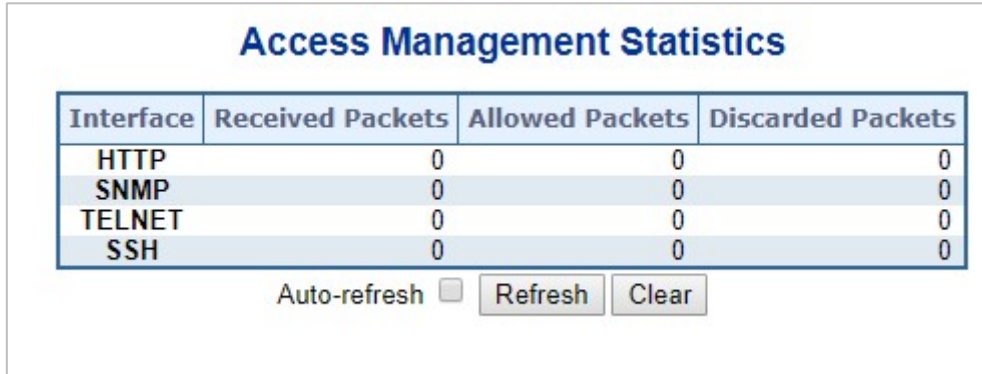 Access Management Statistics
Interface Received Packets Allowed Packets Discarded Packets
HTTP 0 0 0
SNMP 0 0 0
TELNET 0 0 0
SSH 0 0 0
Auto-refresh Refresh Clear